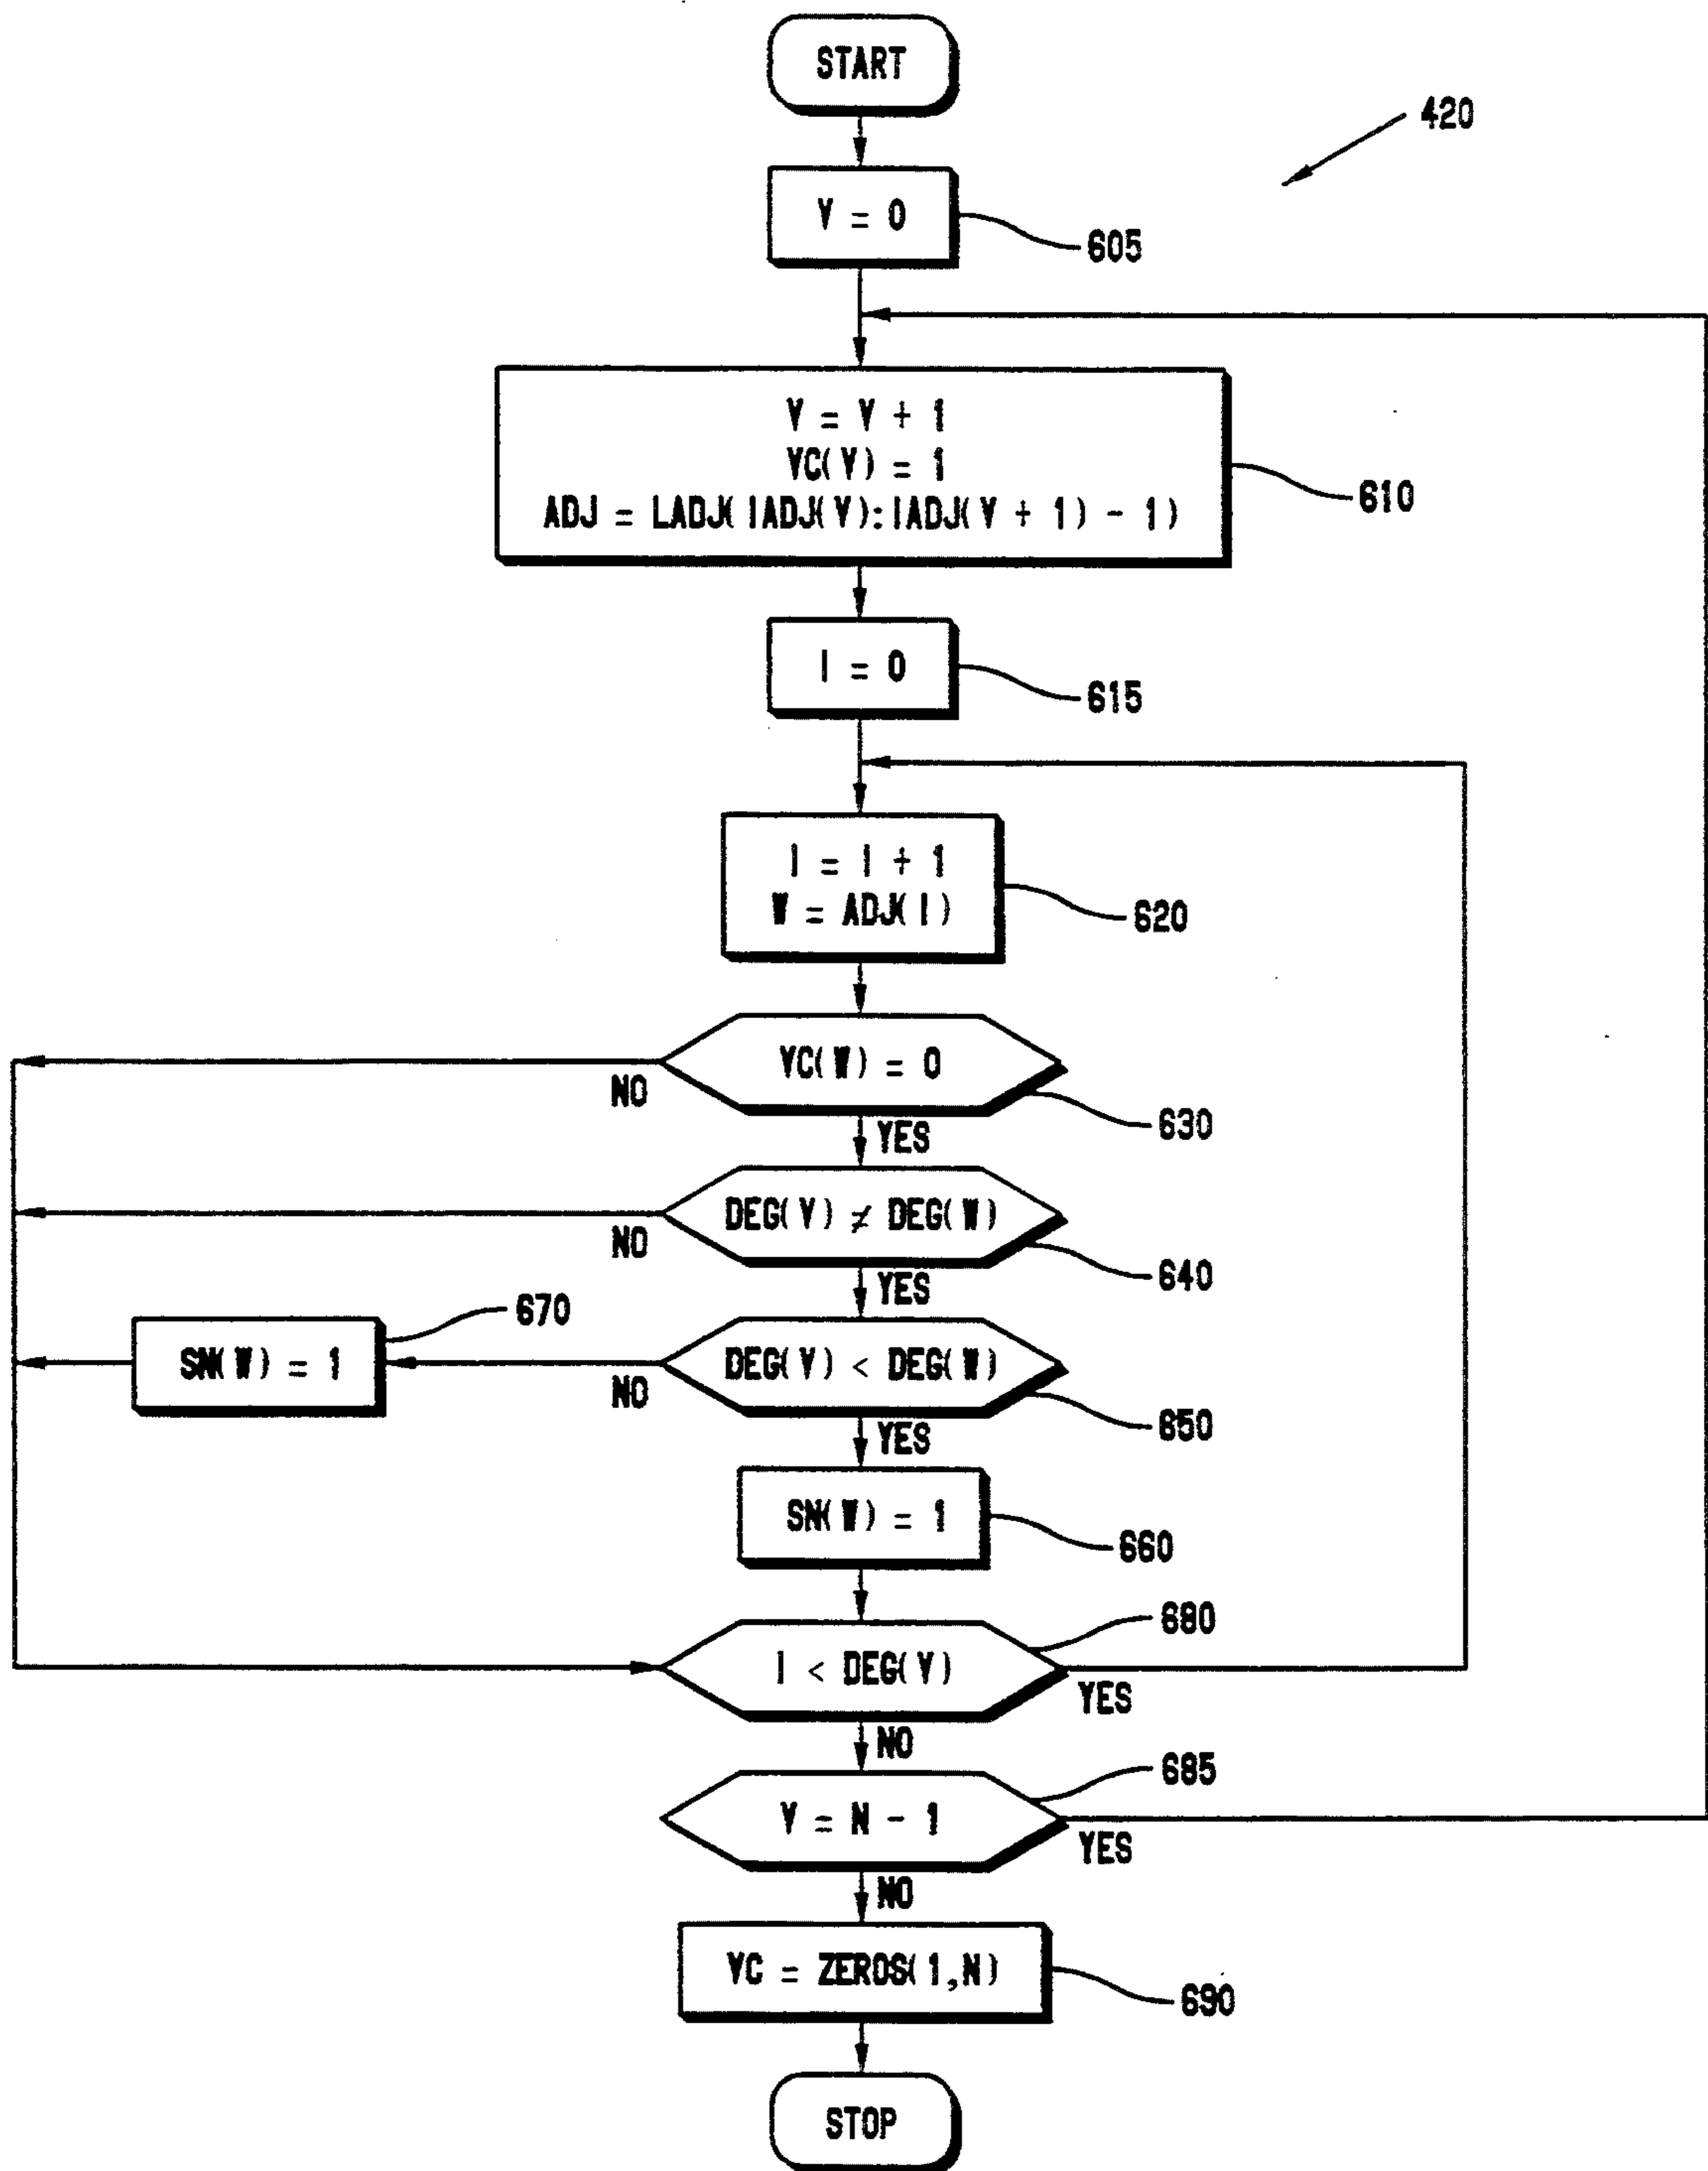 START
420
V = 0
605
V = V + 1
VC(V) = 1
ADJ = LADJ(IADJ(V):IADJ(V + 1) - 1)
610
I = 0
615
I = I + 1
W = ADJ(I)
620
VC(W) = 0
NO
630
YES
DEG(V) ≠ DEG(W)
NO
640
YES
670
SN(W) = 1
DEG(V) < DEG(W)
NO
650
YES
SN(W) = 1
660
680
I < DEG(V)
YES
NO
685
V = N - 1
YES
NO
VC = ZEROS(1,N)
690
STOP